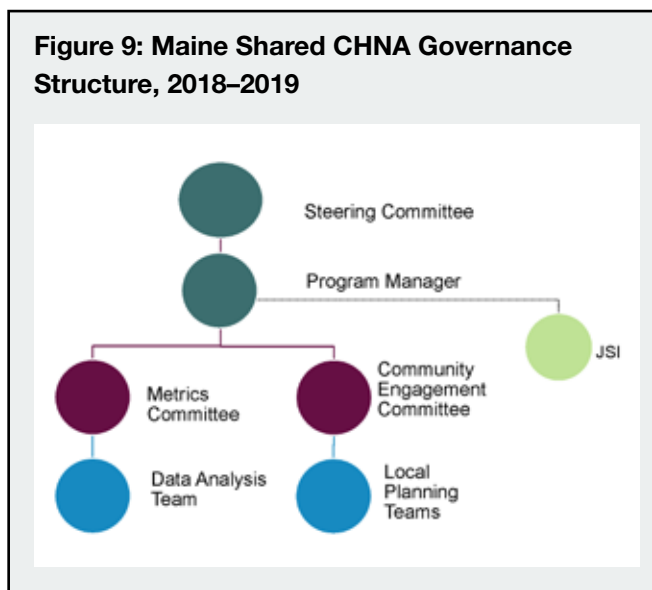 Figure 9: Maine Shared CHNA Governance
Structure, 2018–2019
Steering Committee
Program Manager
JSI
Metrics
Committee
Community
Engagement
Committee
Data Analysis
Team
Local
Planning
Teams